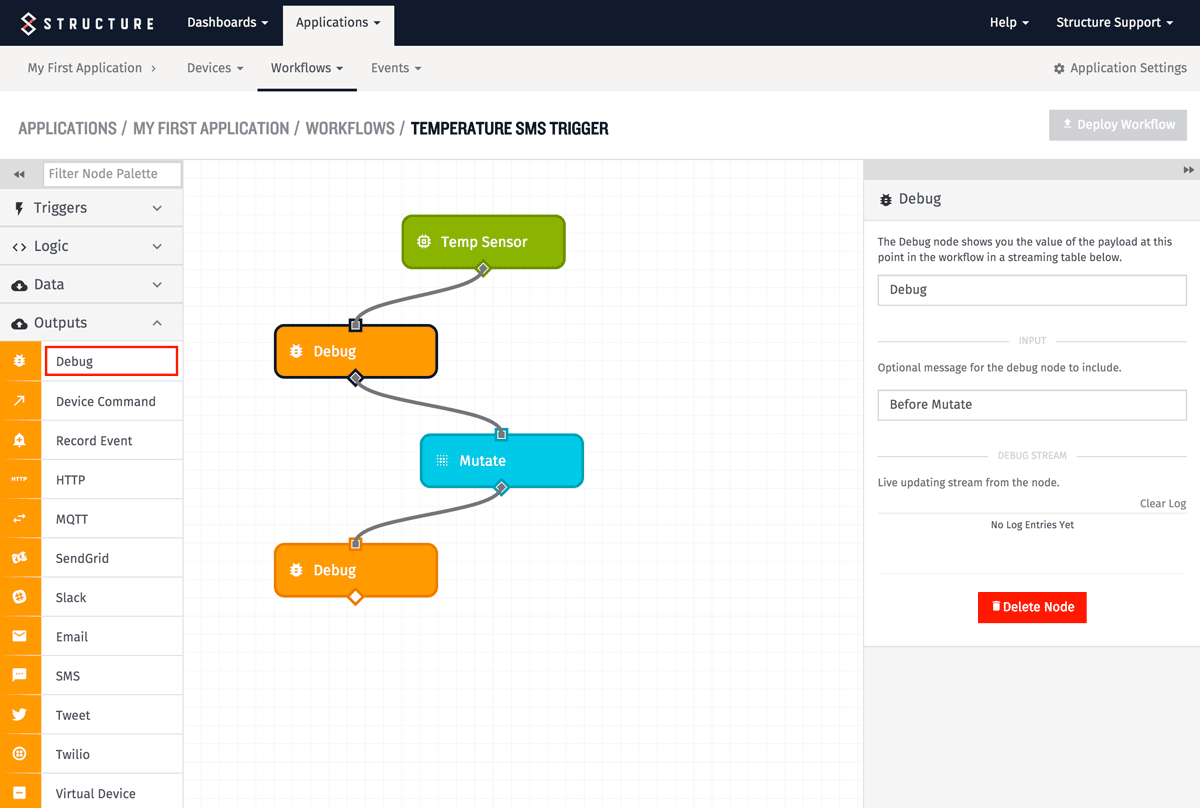 STRUCTURE
Dashboards
Applications
Help
Structure Support
My First Application
Devices
Workflows
Events
Application Settings
APPLICATIONS / MY FIRST APPLICATION / WORKFLOWS / TEMPERATURE SMS TRIGGER
Deploy Workflow
Filter Node Palette
Triggers
Logic
Data
Outputs
Debug
Device Command
Record Event
HTTP
HTTP
MQTT
SendGrid
Slack
Email
SMS
Tweet
Twilio
Virtual Device
Temp Sensor
Debug
Mutate
Debug
Debug
The Debug node shows you the value of the payload at this
point in the workflow in a streaming table below.
Debug
INPUT
Optional message for the debug node to include.
Before Mutate
DEBUG STREAM
Live updating stream from the node.
Clear Log
No Log Entries Yet
Delete Node